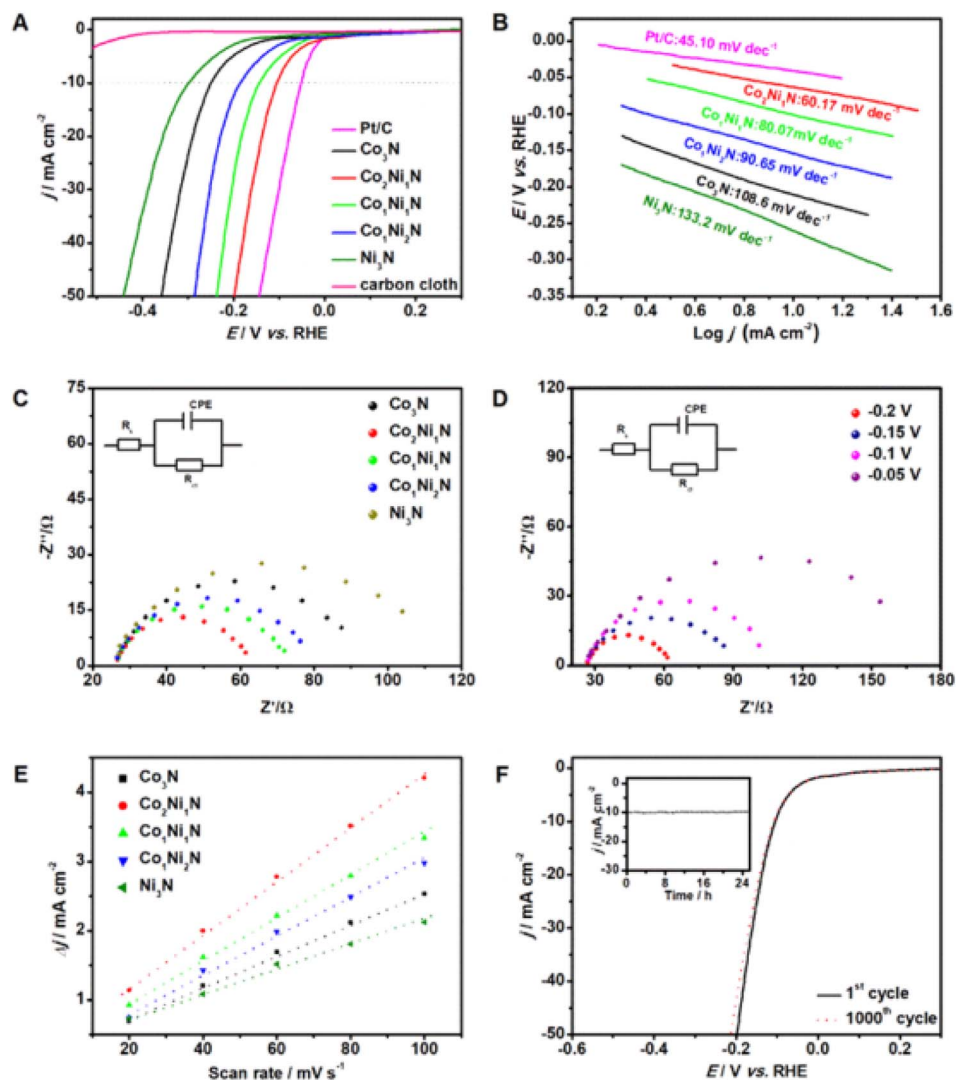 A
j / mA cm⁻²
0
-10
-20
-30
-40
-50
-0.4
-0.2
0.0
0.2
E / V vs. RHE
Pt/C
Co₃N
Co₂Ni₁N
Co₁Ni₁N
Co₁Ni₂N
Ni₃N
carbon cloth
B
E / V vs. RHE
0.00
-0.05
-0.10
-0.15
-0.20
-0.25
-0.30
-0.35
0.2
0.4
0.6
0.8
1.0
1.2
1.4
1.6
Log j (mA cm⁻²)
Pt/C:45.10 mV dec⁻¹
Co₂Ni₁N:60.17 mV dec⁻¹
Co₁Ni₁N:80.07mV dec⁻¹
Co₁Ni₂N:90.65 mV dec⁻¹
Co₃N:108.6 mV dec⁻¹
Ni₃N:133.2 mV dec⁻¹
C
-Z''/Ω
75
60
45
30
15
0
20
40
60
80
100
120
Z'/Ω
CPE
Co₃N
Co₂Ni₁N
Co₁Ni₁N
Co₁Ni₂N
Ni₃N
D
-Z''/Ω
120
90
60
30
0
30
60
90
120
150
180
Z'/Ω
CPE
-0.2 V
-0.15 V
-0.1 V
-0.05 V
E
Δj / mA cm⁻²
4
3
2
1
20
40
60
80
100
Scan rate / mV s⁻¹
Co₃N
Co₂Ni₁N
Co₁Ni₁N
Co₁Ni₂N
Ni₃N
F
j / mA cm⁻²
0
-10
-20
-30
-40
-50
-0.6
-0.4
-0.2
0.0
0.2
E / V vs. RHE
j / mA cm⁻²
0
-10
-20
-30
0
8
16
24
Time / h
1ˢᵗ cycle
1000ᵗʰ cycle